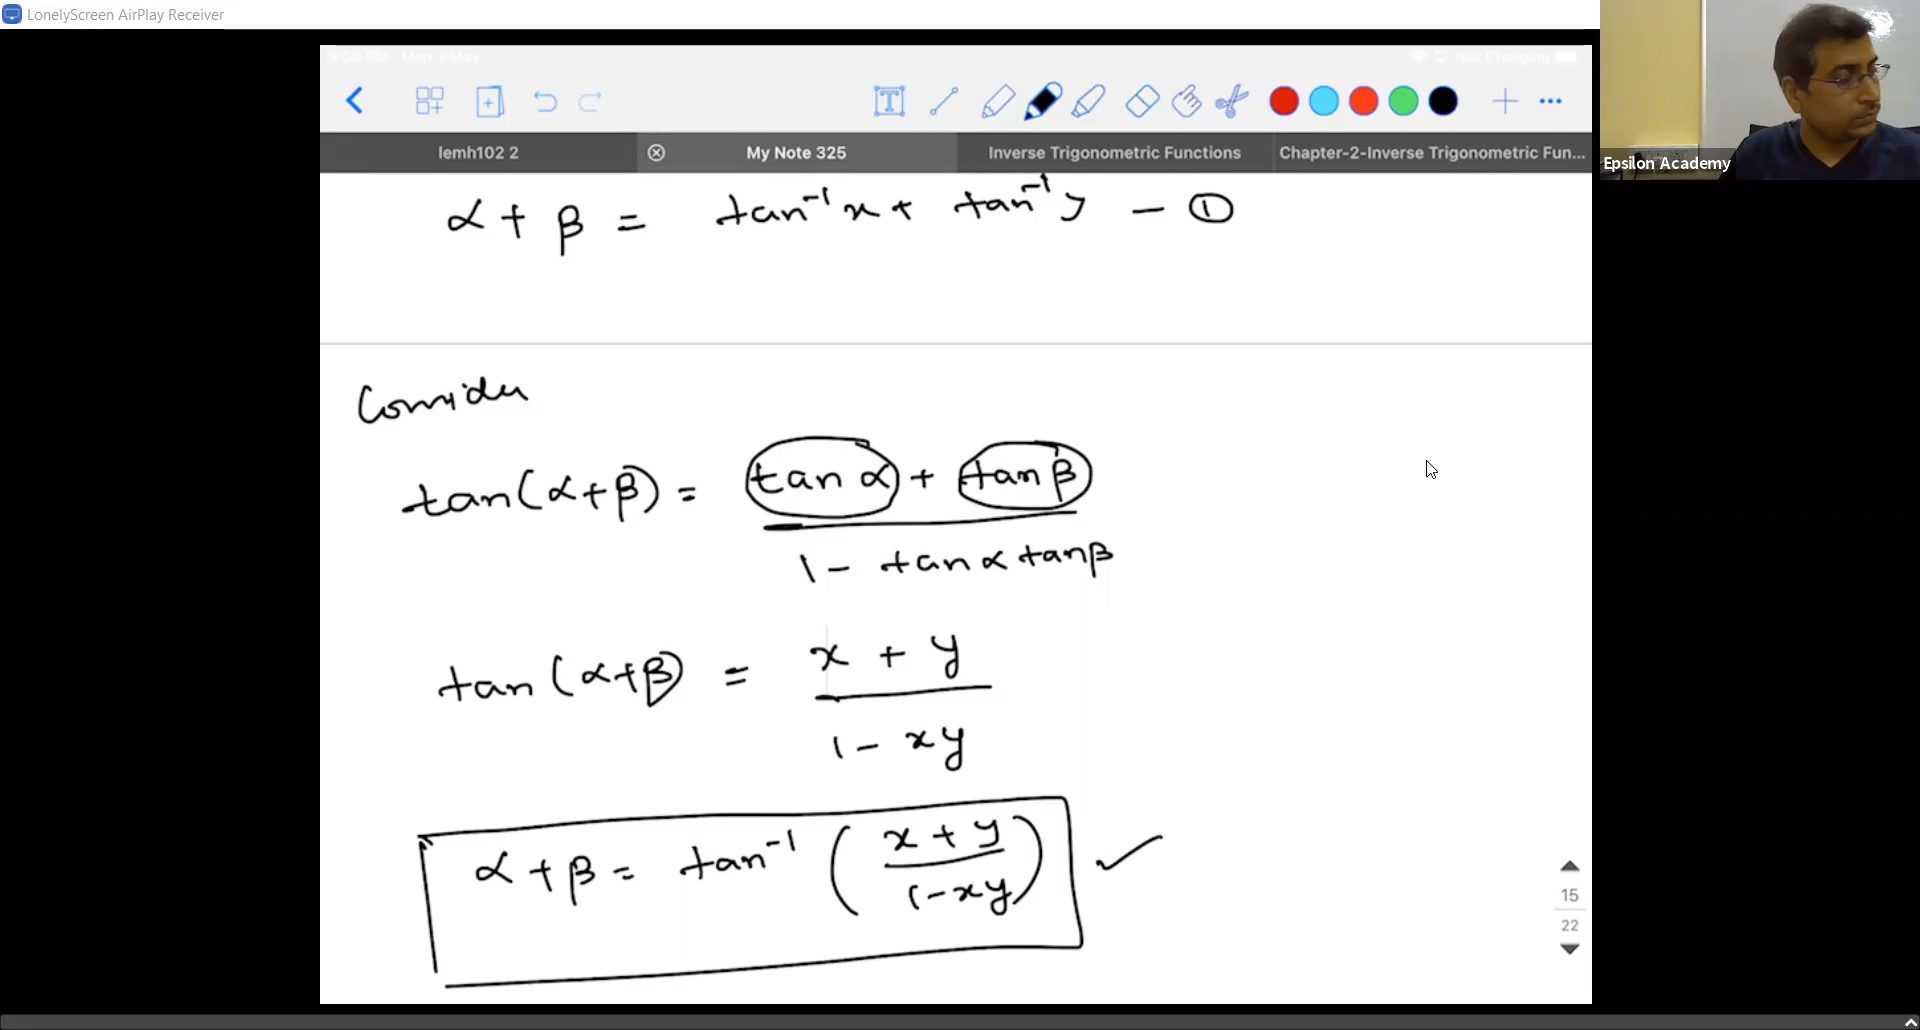 LonelyScreen AirPlay Receiver
lemh102 2
My Note 325
Inverse Trigonometric Functions
Chapter-2-Inverse Trigonometric Fun...
Epsilon Academy
α + β = tan⁻¹x + tan⁻¹y – ①
Consider
tan(α+β) = tan α + tan β
1 – tan α tan β
tan(α+β) = x + y
1 – xy
α + β = tan⁻¹ (x + y
1 – xy) ✓
15
22